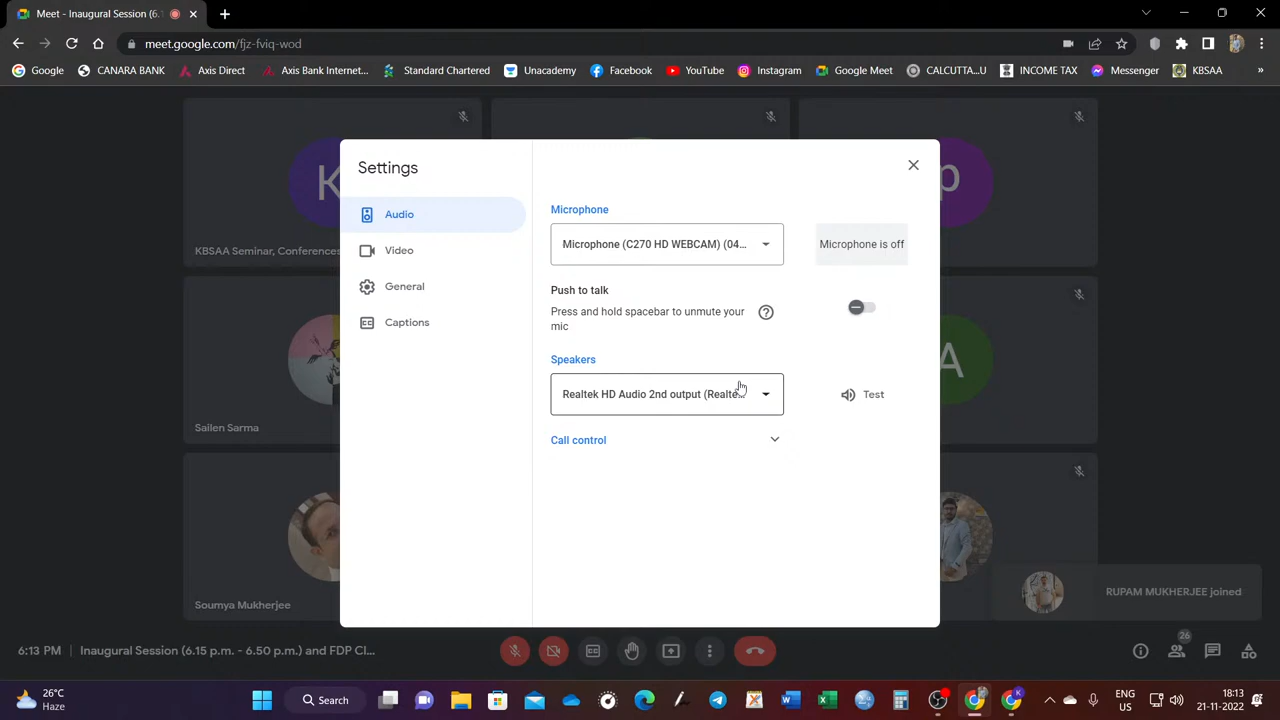 Meet - Inaugural Session (6.1
meet.google.com/fjz-fviq-wod
Google
CANARA BANK
Axis Direct
Axis Bank Internet...
Standard Chartered
Unacademy
Facebook
YouTube
Instagram
Google Meet
CALCUTTA...U
INCOME TAX
Messenger
KBSAA
»
K
p
Settings
Audio
Video
General
Captions
Microphone
Microphone (C270 HD WEBCAM) (04...
Microphone is off
Push to talk
Press and hold spacebar to unmute your
mic
Speakers
Realtek HD Audio 2nd output (Realte...
Test
Call control
KBSAA Seminar, Conferences
Sailen Sarma
A
Soumya Mukherjee
RUPAM MUKHERJEE joined
6:13 PM | Inaugural Session (6.15 p.m. - 6.50 p.m.) and FDP Cl...
26
26°C
Haze
Search
ENG
US
18:13
21-11-2022